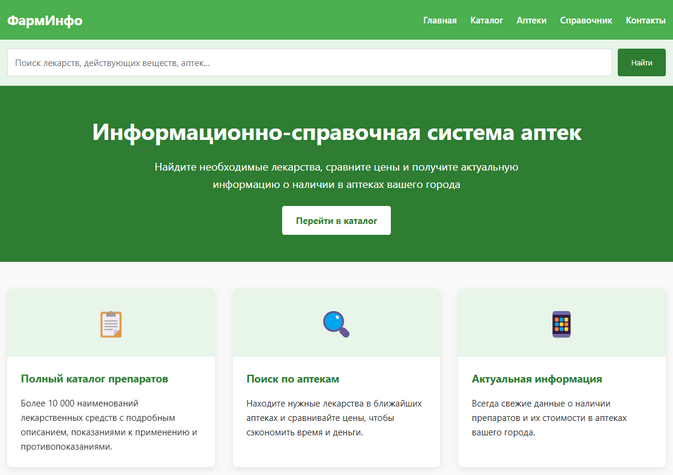 ФармИнфо
Главная Каталог Аптеки Справочник Контакты
Поиск лекарств, действующих веществ, аптек...
Найти
Информационно-справочная система аптек
Найдите необходимые лекарства, сравните цены и получите актуальную
информацию о наличии в аптеках вашего города
Перейти в каталог
Полный каталог препаратов
Более 10 000 наименований
лекарственных средств с подробным
описанием, показаниями к применению и
противопоказаниями.
Поиск по аптекам
Находите нужные лекарства в ближайших
аптеках и сравнивайте цены, чтобы
сэкономить время и деньги.
Актуальная информация
Всегда свежие данные о наличии
препаратов и их стоимости в аптеках
вашего города.